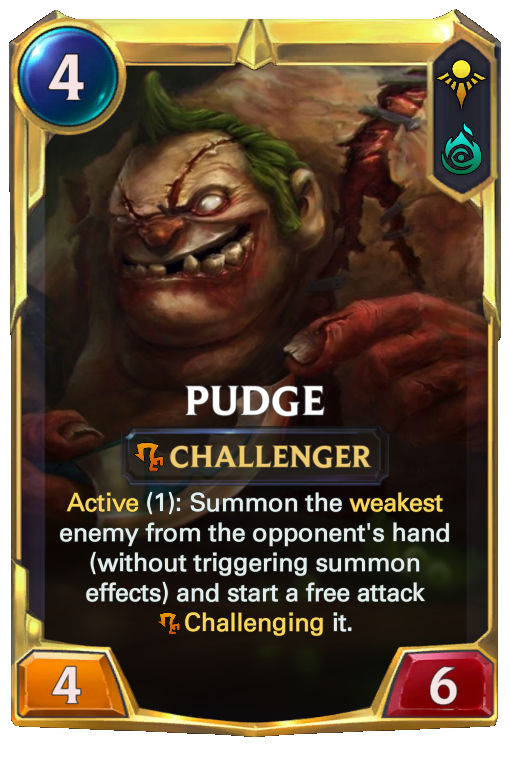 4
PUDGE
CHALLENGER
Active (1): Summon the weakest
enemy from the opponent's hand
(without triggering summon
effects) and start a free attack
Challenging it.
4
6